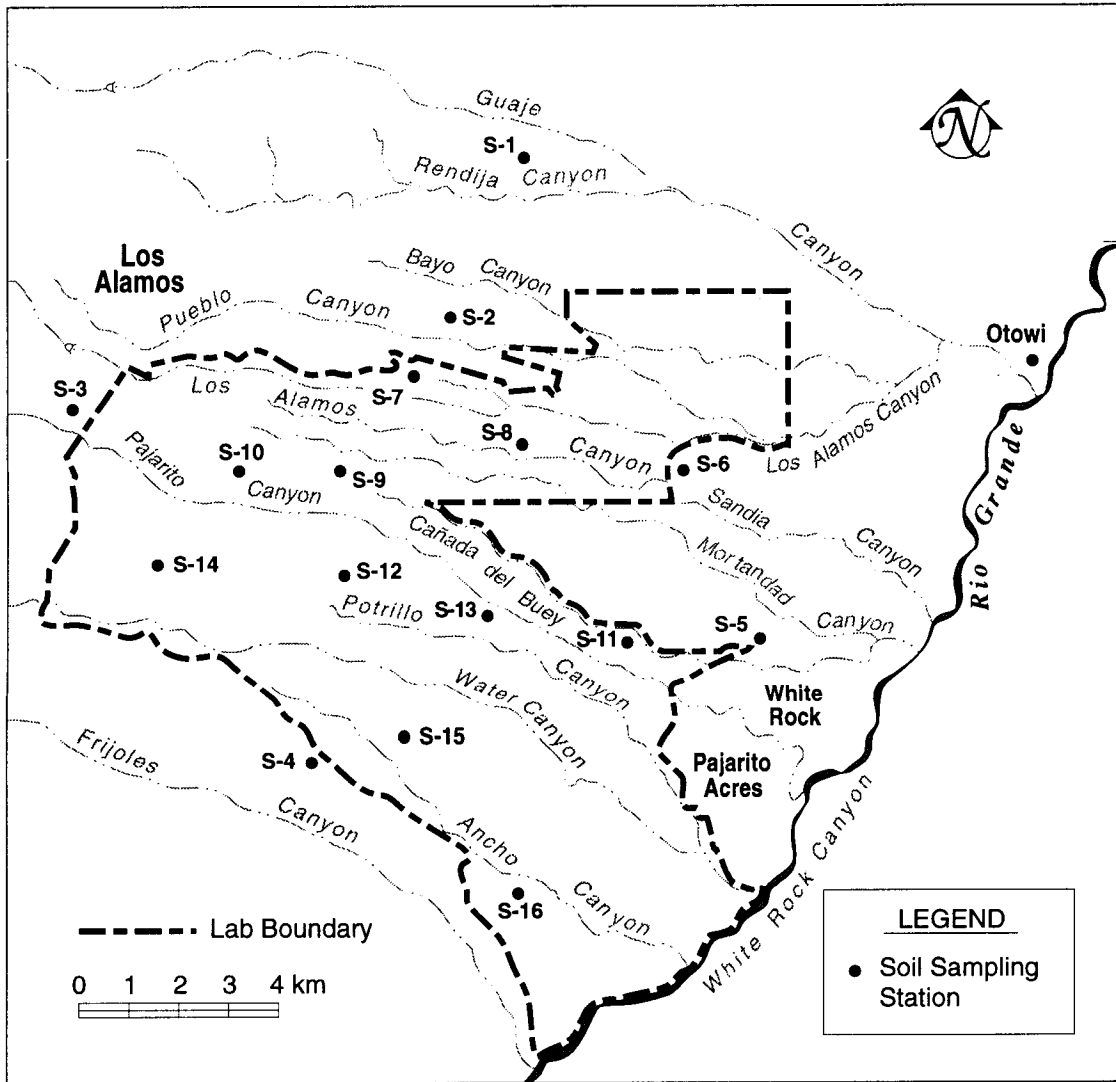 Guaje
S-1
Rendija Canyon
N
Canyon
Los
Alamos
Bayo Canyon
Pueblo Canyon
S-2
Otowi
S-3
Los Alamos
S-7
S-8
Canyon
S-6
Los Alamos Canyon
S-10
S-9
Pajarito
Canyon
Sandia
Canyon
Rio Grande
Cañada del Buey
Mortandad
Canyon
S-14
S-12
Potrillo
S-13
S-11
S-5
Canyon
Water Canyon
White
Rock
Pajarito
Acres
Frijoles
S-15
S-4
Canyon
Ancho
Canyon
S-16
White Rock Canyon
Lab Boundary
0 1 2 3 4 km
LEGEND
Soil Sampling
Station